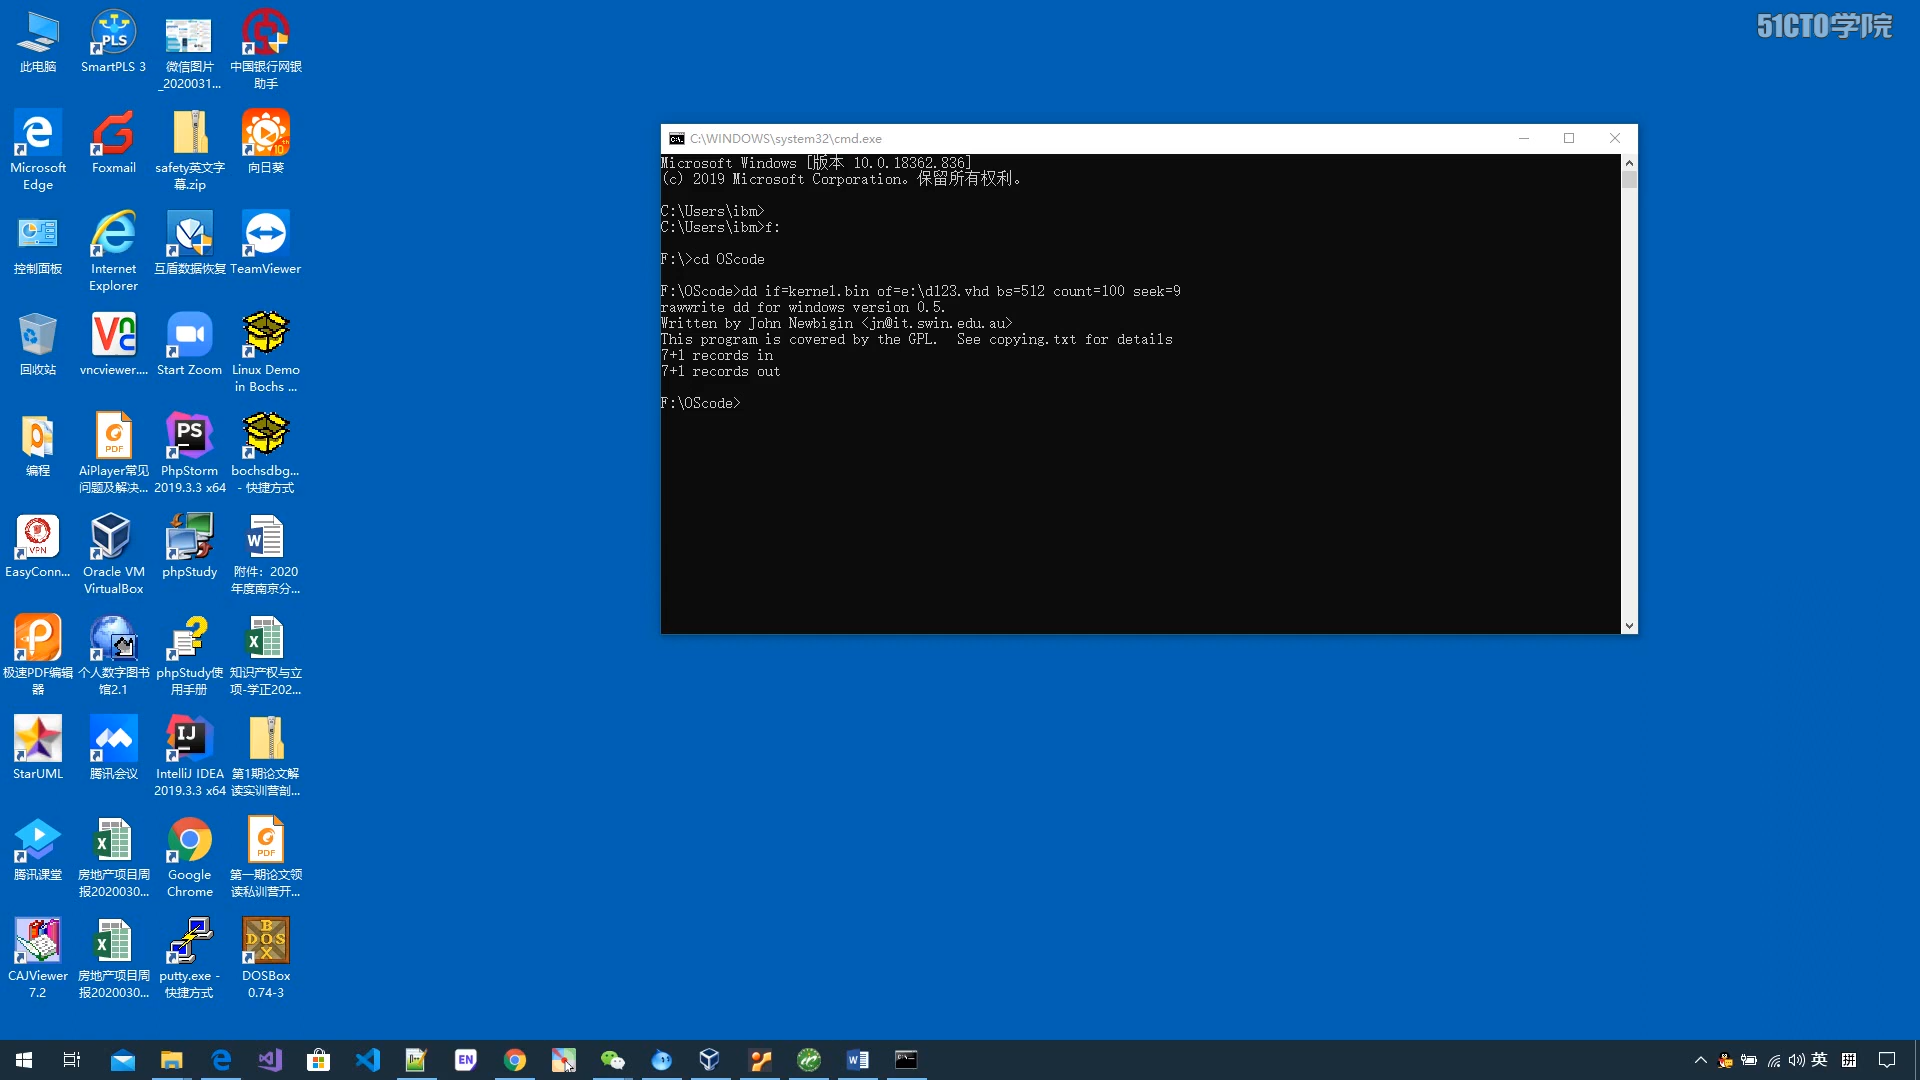 51CTO学院
此电脑
SmartPLS 3
微信图片
_2020031...
中国银行网银
助手
Microsoft
Edge
Foxmail
safety英文字
幕.zip
向日葵
控制面板
Internet
Explorer
互盾数据恢复
TeamViewer
回收站
vncviewer....
Start Zoom
Linux Demo
in Bochs ...
编程
AiPlayer常见
问题及解决...
PhpStorm
2019.3.3 x64
bochsdbg...
- 快捷方式
EasyConn...
Oracle VM
VirtualBox
phpStudy
附件：2020
年度南京分...
极速PDF编辑
器
个人数字图书
馆2.1
phpStudy使
用手册
知识产权与立
项-学正202...
StarUML
腾讯会议
IntelliJ IDEA
2019.3.3 x64
第1期论文解
读实训营剖...
腾讯课堂
房地产项目周
报2020030...
Google
Chrome
第一期论文领
读私训营开...
CAJViewer
7.2
房地产项目周
报2020030...
putty.exe -
快捷方式
DOSBox
0.74-3
C:\WINDOWS\system32\cmd.exe
Microsoft Windows [版本 10.0.18362.836]
(c) 2019 Microsoft Corporation。保留所有权利。
C:\Users\ibm>
C:\Users\ibm>f:
F:\>cd OScode
F:\OScode>dd if=kernel.bin of=e:\d123.vhd bs=512 count=100 seek=9
rawwrite dd for windows version 0.5.
Written by John Newbigin <jn@it.swin.edu.au>
This program is covered by the GPL.  See copying.txt for details
7+1 records in
7+1 records out
F:\OScode>
EN
英